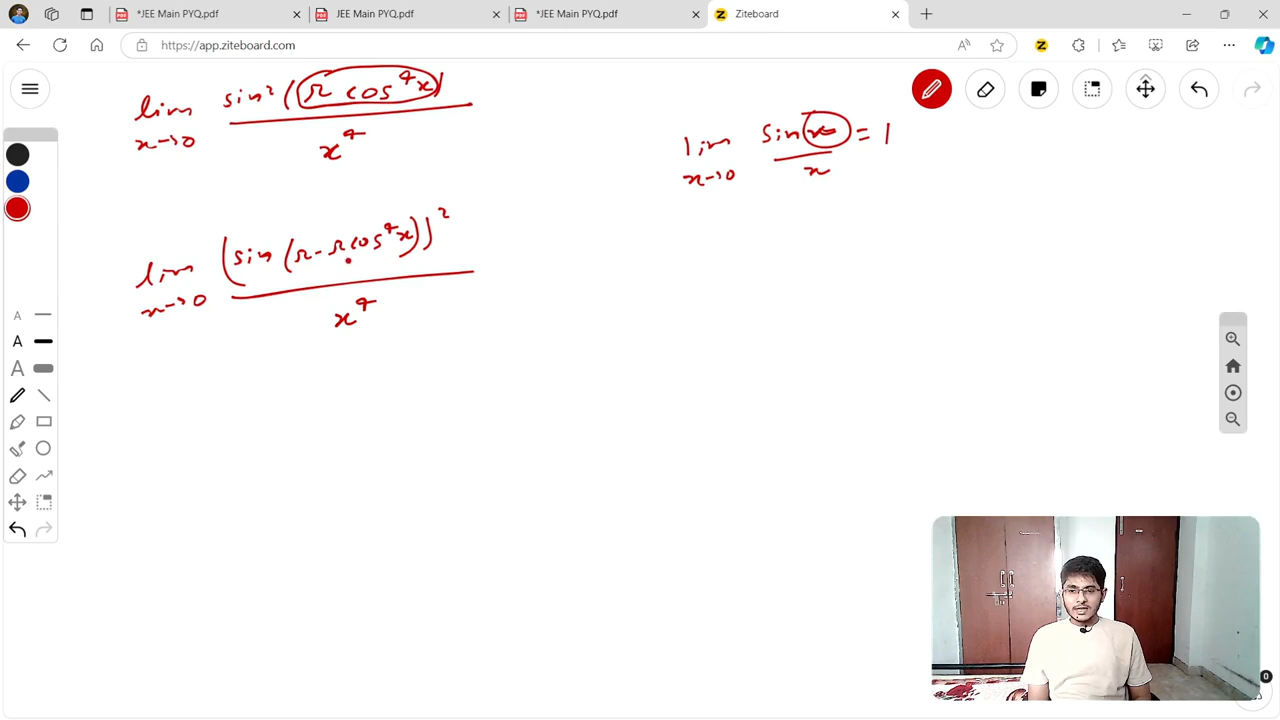 *JEE Main PYQ.pdf
JEE Main PYQ.pdf
*JEE Main PYQ.pdf
Ziteboard
https://app.ziteboard.com
lim x→0 sin²(π cos⁴x) / x⁴
lim x→0 sin x / x = 1
lim x→0 (sin(π-π cos⁴x))² / x⁴
A
A
A
0